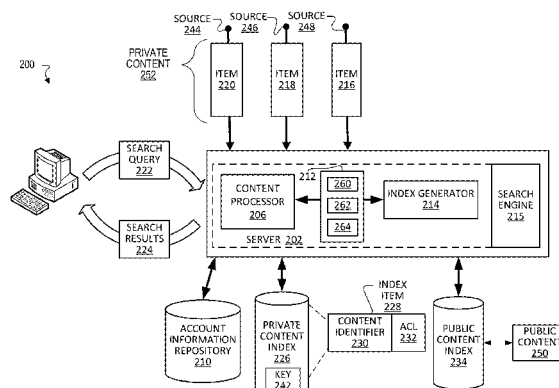 SOURCE
244
SOURCE
246
SOURCE
248
200
PRIVATE
CONTENT
252
ITEM
220
ITEM
218
ITEM
216
SEARCH
QUERY
222
SEARCH
RESULTS
224
212
CONTENT
PROCESSOR
206
260
262
264
INDEX GENERATOR
214
SEARCH
ENGINE
215
SERVER 202
ACCOUNT
INFORMATION
REPOSITORY
210
PRIVATE
CONTENT
INDEX
226
KEY
242
INDEX
ITEM
228
CONTENT
IDENTIFIER
230
ACL
232
PUBLIC
CONTENT
INDEX
234
PUBLIC
CONTENT
250